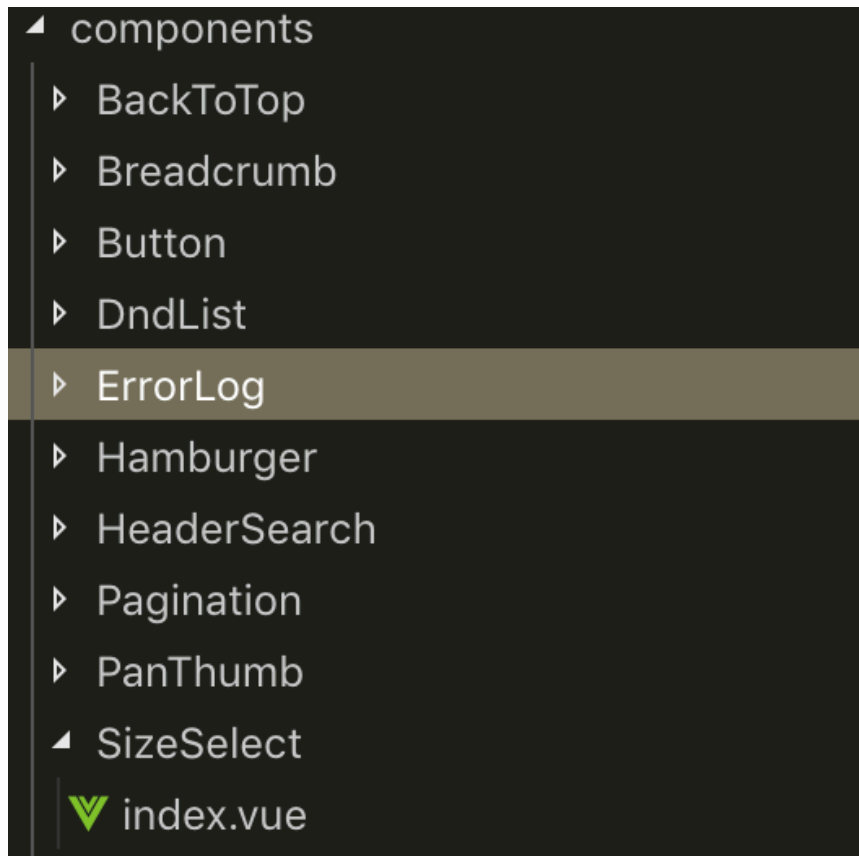 components
BackToTop
Breadcrumb
Button
DndList
ErrorLog
Hamburger
HeaderSearch
Pagination
PanThumb
SizeSelect
index.vue